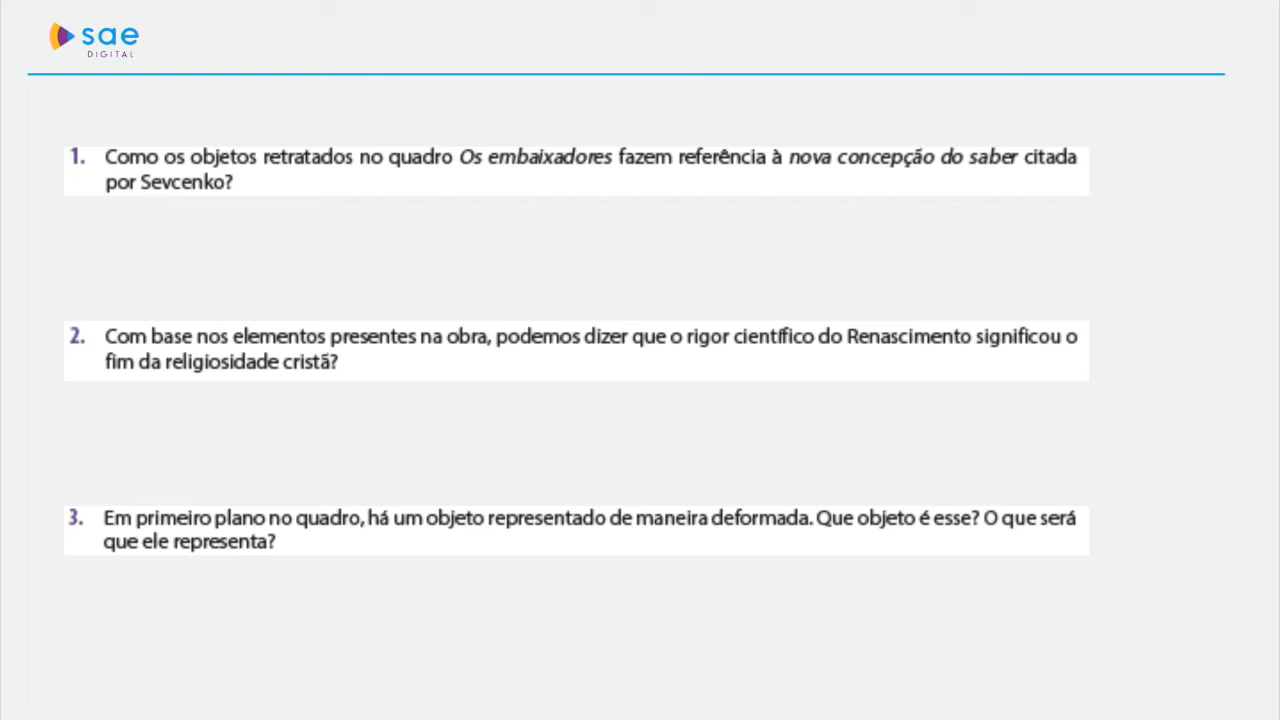 sae
DIGITAL
1. Como os objetos retratados no quadro Os embaixadores fazem referência à nova concepção do saber citada
por Sevcenko?
2. Com base nos elementos presentes na obra, podemos dizer que o rigor científico do Renascimento significou o
fim da religiosidade cristã?
3. Em primeiro plano no quadro, há um objeto representado de maneira deformada. Que objeto é esse? O que será
que ele representa?